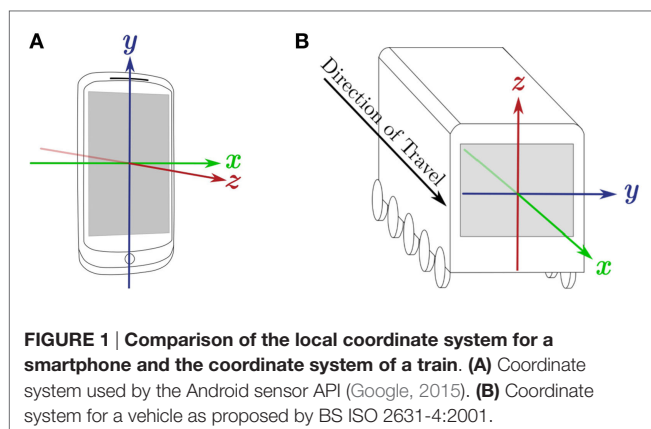 A
B
y
x
z
Direction of Travel
z
y
x
FIGURE 1 | Comparison of the local coordinate system for a
smartphone and the coordinate system of a train. (A) Coordinate
system used by the Android sensor API (Google, 2015). (B) Coordinate
system for a vehicle as proposed by BS ISO 2631-4:2001.